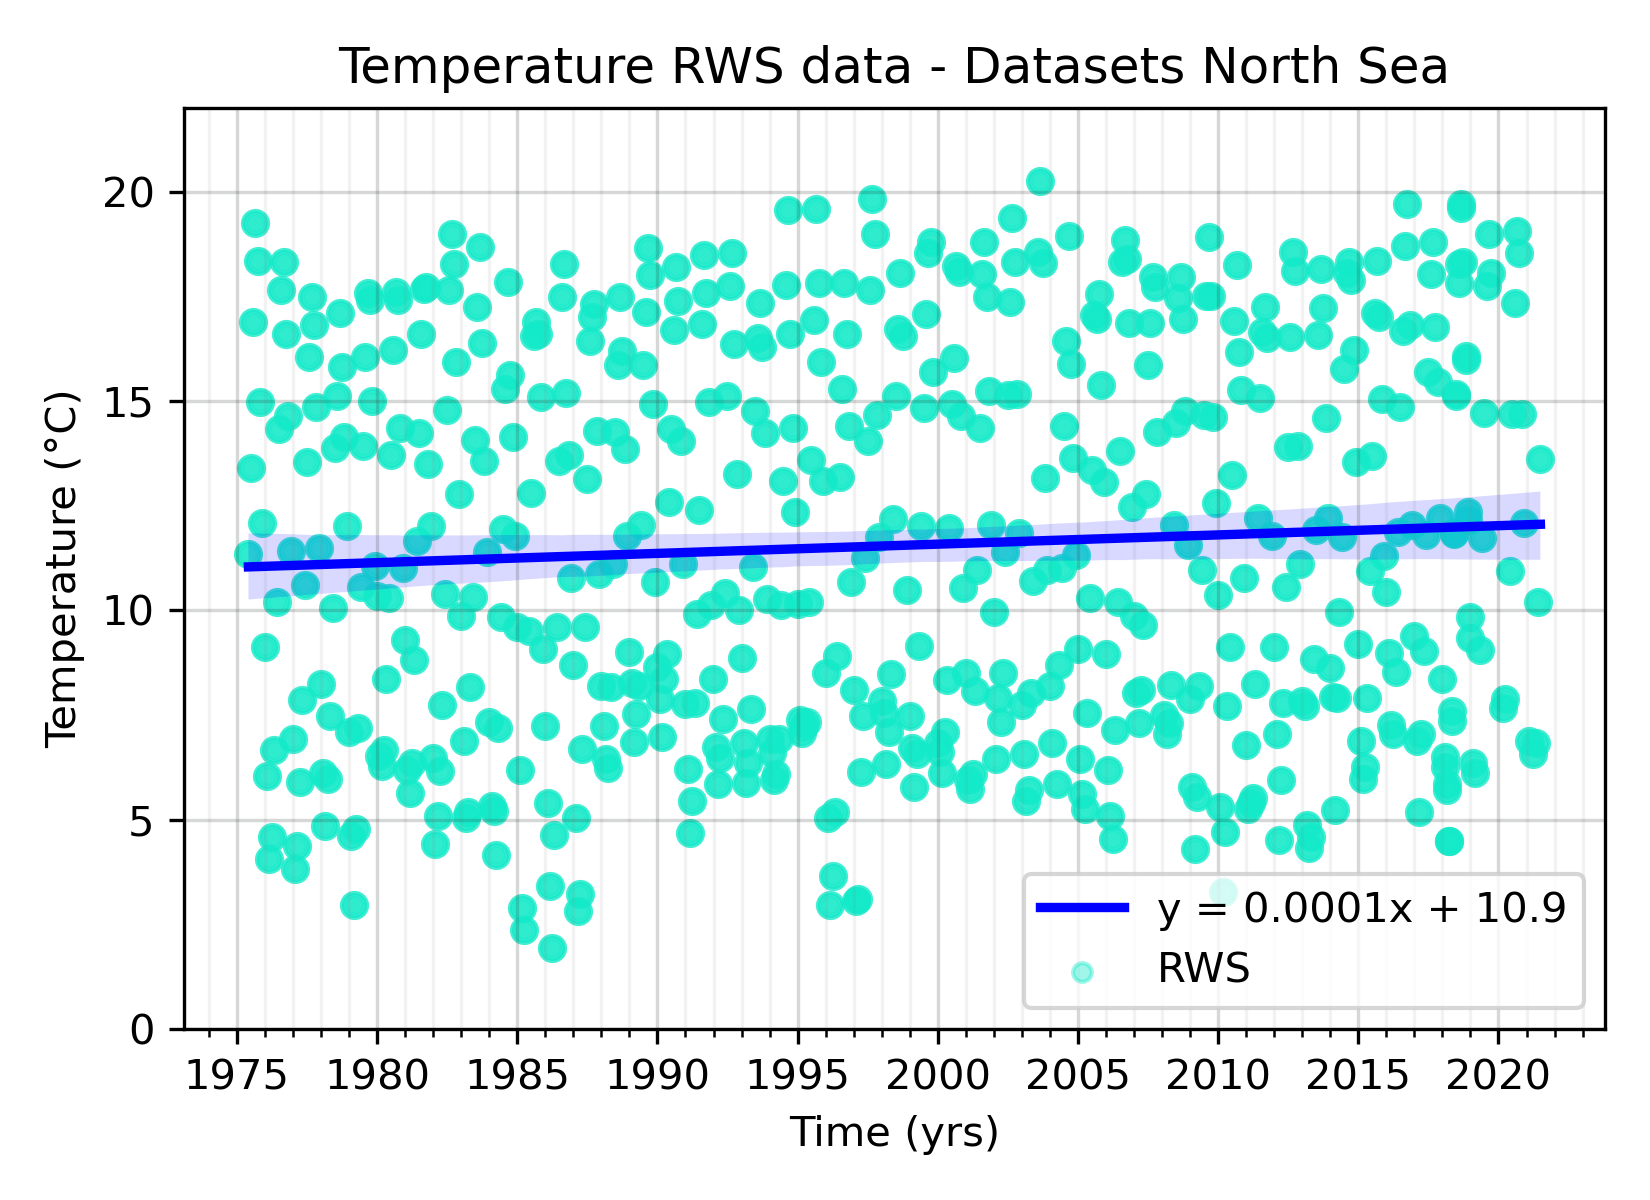 Temperature RWS data - Datasets North Sea
Temperature (°C)
20
15
10
5
0
y = 0.0001x + 10.9
RWS
1975 1980 1985 1990 1995 2000 2005 2010 2015 2020
Time (yrs)